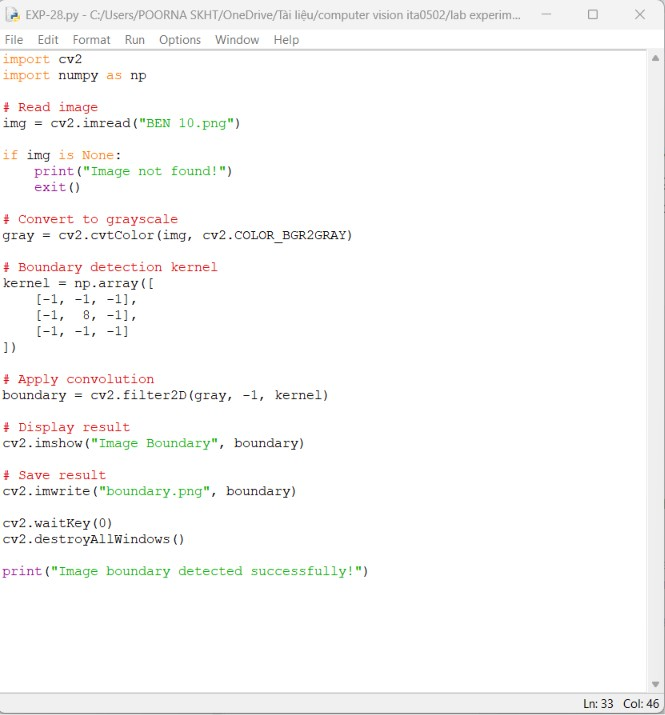 EXP-28.py - C:/Users/POORNA SKHT/OneDrive/Tài liệu/computer vision ita0502/lab experim...
File Edit Format Run Options Window Help
import cv2
import numpy as np
# Read image
img = cv2.imread("BEN 10.png")
if img is None:
    print("Image not found!")
    exit()
# Convert to grayscale
gray = cv2.cvtColor(img, cv2.COLOR_BGR2GRAY)
# Boundary detection kernel
kernel = np.array([
    [-1, -1, -1],
    [-1,  8, -1],
    [-1, -1, -1]
])
# Apply convolution
boundary = cv2.filter2D(gray, -1, kernel)
# Display result
cv2.imshow("Image Boundary", boundary)
# Save result
cv2.imwrite("boundary.png", boundary)
cv2.waitKey(0)
cv2.destroyAllWindows()
print("Image boundary detected successfully!")
Ln: 33 Col: 46